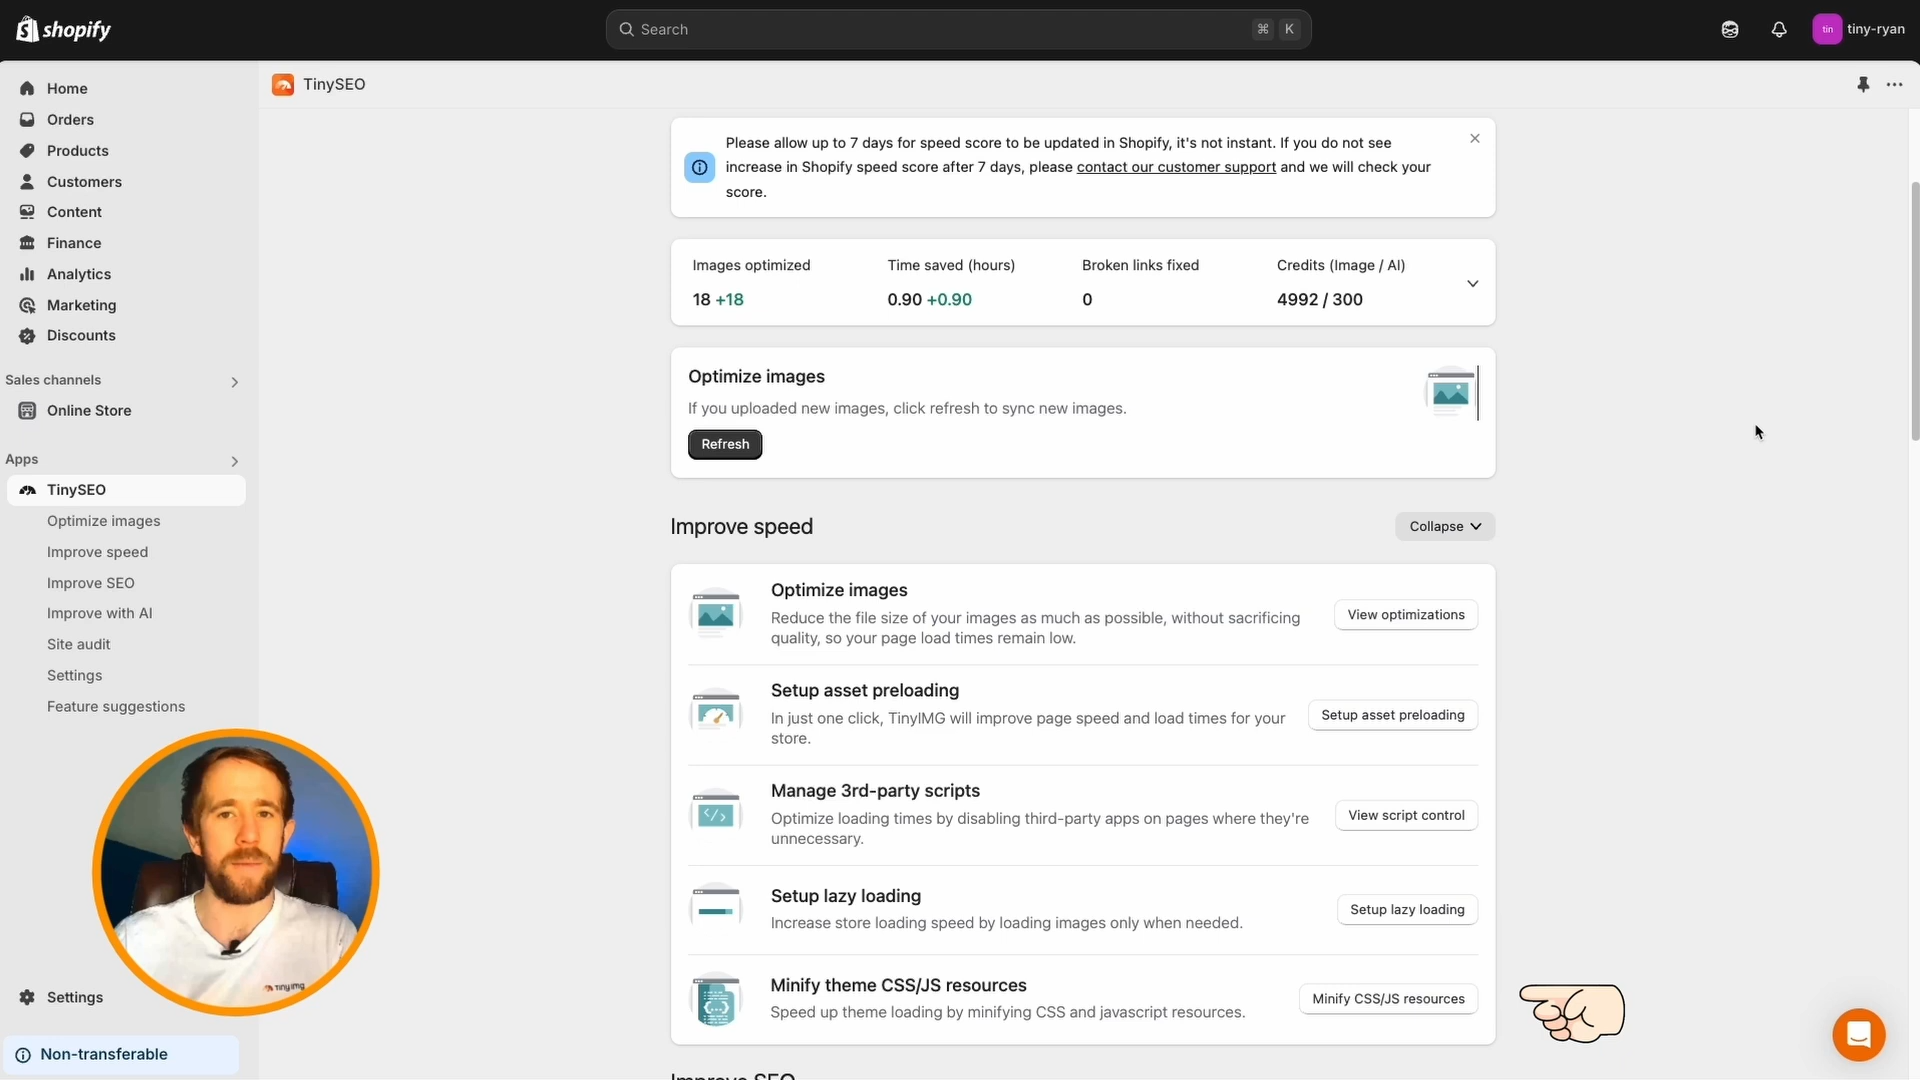 shopify
Search
⌘ K
tin
tiny-ryan
Home
Orders
Products
Customers
Content
Finance
Analytics
Marketing
Discounts
Sales channels
Online Store
Apps
TinySEO
Optimize images
Improve speed
Improve SEO
Improve with AI
Site audit
Settings
Feature suggestions
tinyimg
Settings
Non-transferable
TinySEO
Please allow up to 7 days for speed score to be updated in Shopify, it's not instant. If you do not see
increase in Shopify speed score after 7 days, please contact our customer support and we will check your
score.
Images optimized
18 +18
Time saved (hours)
0.90 +0.90
Broken links fixed
0
Credits (Image / AI)
4992 / 300
Optimize images
If you uploaded new images, click refresh to sync new images.
Refresh
Improve speed
Collapse
Optimize images
Reduce the file size of your images as much as possible, without sacrificing
quality, so your page load times remain low.
View optimizations
Setup asset preloading
In just one click, TinyIMG will improve page speed and load times for your
store.
Setup asset preloading
Manage 3rd-party scripts
Optimize loading times by disabling third-party apps on pages where they're
unnecessary.
View script control
Setup lazy loading
Increase store loading speed by loading images only when needed.
Setup lazy loading
Minify theme CSS/JS resources
Speed up theme loading by minifying CSS and javascript resources.
Minify CSS/JS resources
Improve SEO